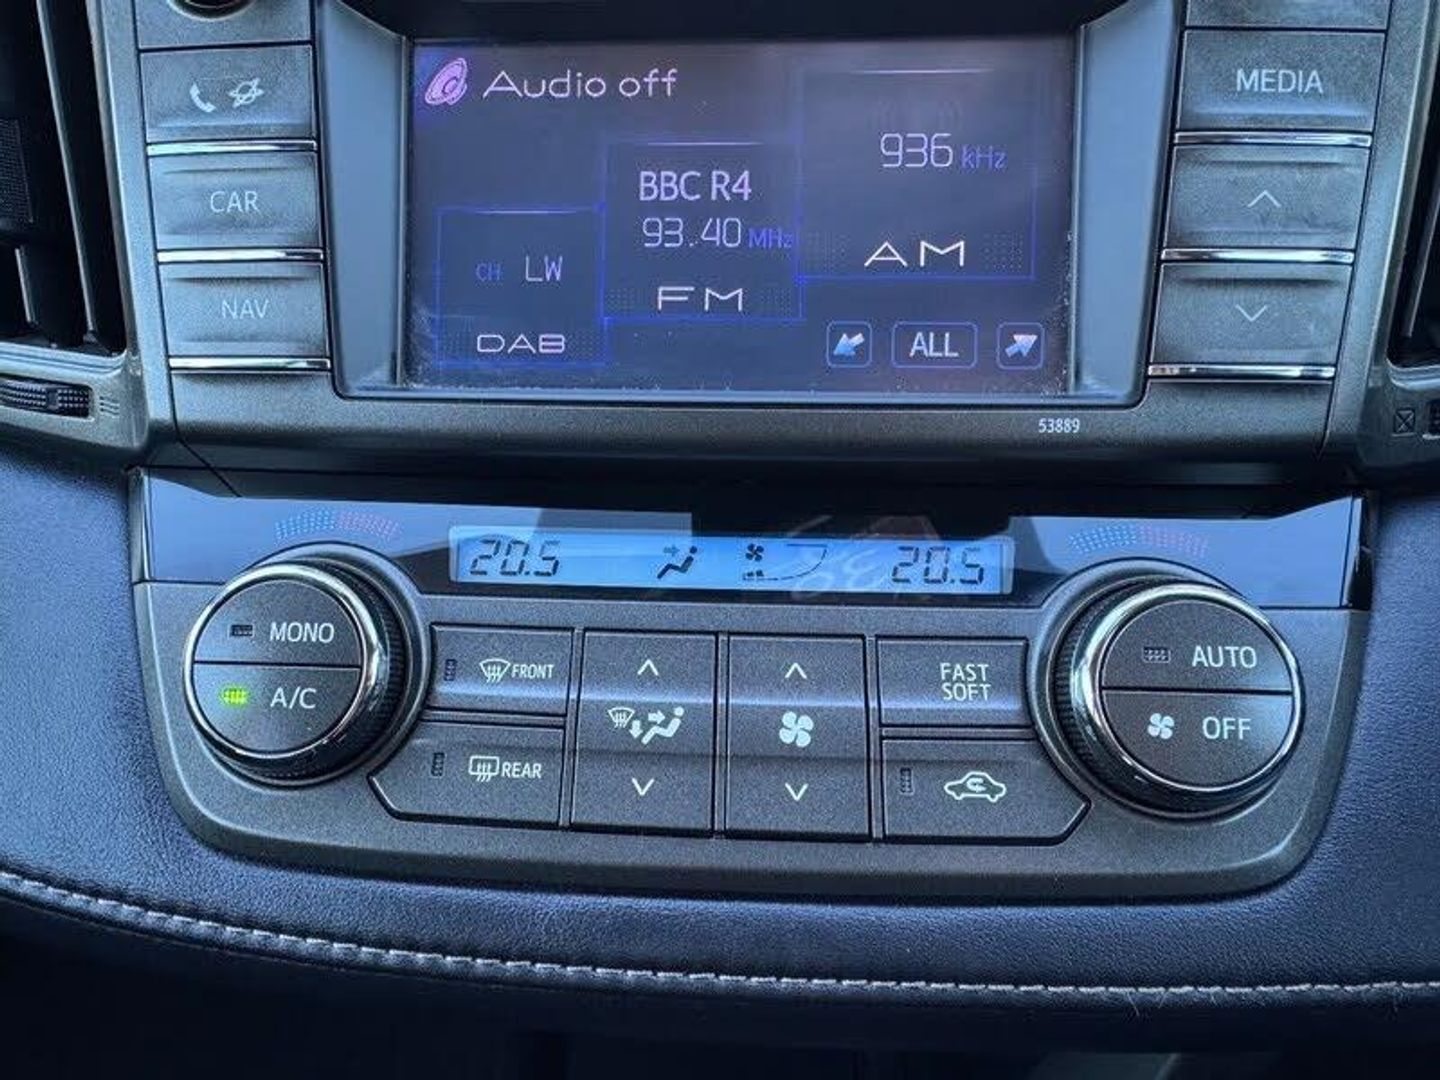 Audio off
MEDIA
936 kHz
BBC R4
CAR
93.40 MHz
AM
CH LW
FM
NAV
DAB
ALL
53889
20.5
20.5
MONO
FRONT
FAST
SOFT
AUTO
A/C
OFF
REAR